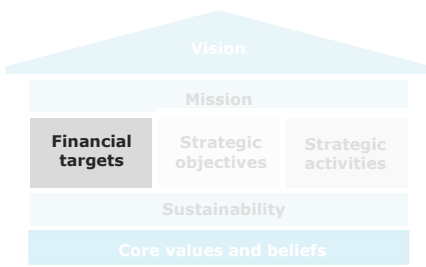 Vision
Mission
Financial
targets
Strategic
objectives
Strategic
activities
Sustainability
Core values and beliefs